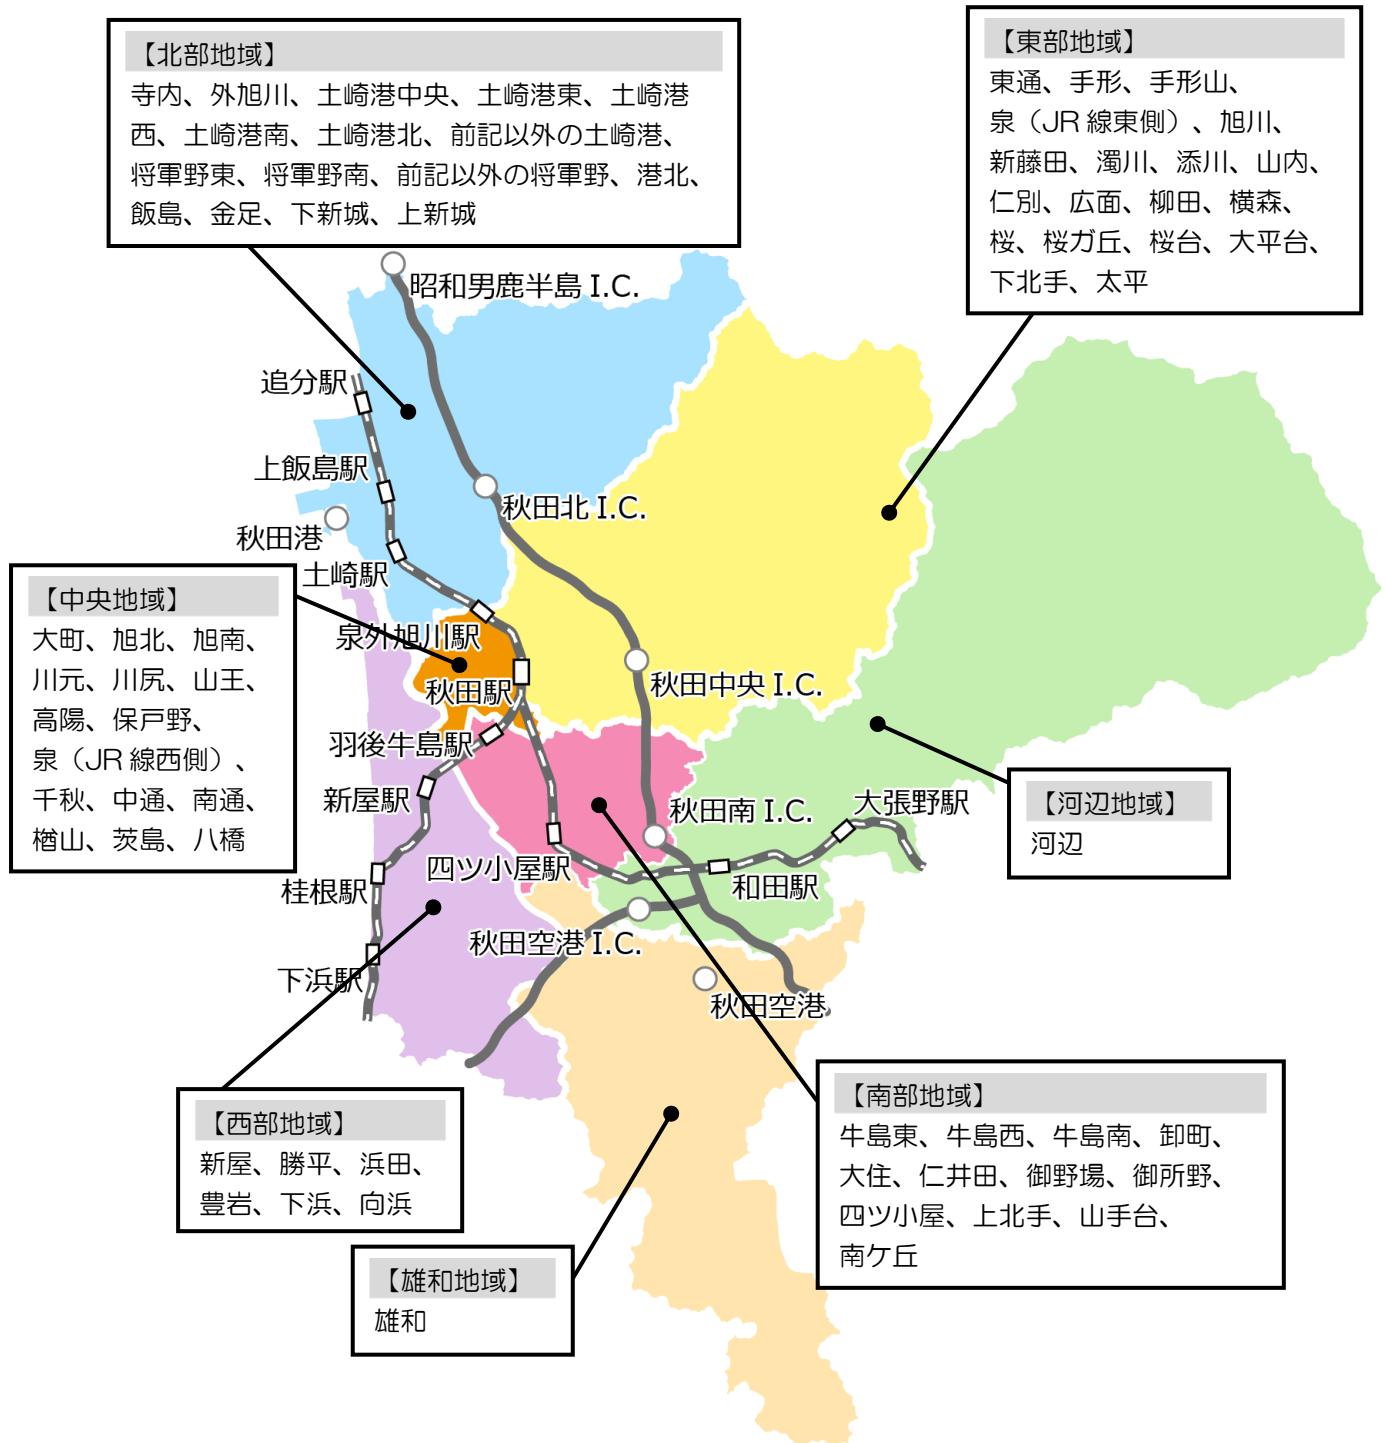 【北部地域】
寺内、外旭川、土崎港中央、土崎港東、土崎港
西、土崎港南、土崎港北、前記以外の土崎港、
将軍野東、将軍野南、前記以外の将軍野、港北、
飯島、金足、下新城、上新城
【東部地域】
東通、手形、手形山、
泉（JR 線東側）、旭川、
新藤田、濁川、添川、山内、
仁別、広面、柳田、横森、
桜、桜ガ丘、桜台、大平台、
下北手、太平
昭和男鹿半島 I.C.
追分駅
上飯島駅
秋田北 I.C.
秋田港
土崎駅
【中央地域】
大町、旭北、旭南、
川元、川尻、山王、
高陽、保戸野、
泉（JR 線西側）、
千秋、中通、南通、
楢山、茨島、八橋
泉外旭川駅
秋田駅
秋田中央 I.C.
羽後牛島駅
新屋駅
秋田南 I.C.
大張野駅
【河辺地域】
河辺
四ツ小屋駅
和田駅
桂根駅
秋田空港 I.C.
下浜駅
秋田空港
【西部地域】
新屋、勝平、浜田、
豊岩、下浜、向浜
【南部地域】
牛島東、牛島西、牛島南、卸町、
大住、仁井田、御野場、御所野、
四ツ小屋、上北手、山手台、
南ケ丘
【雄和地域】
雄和